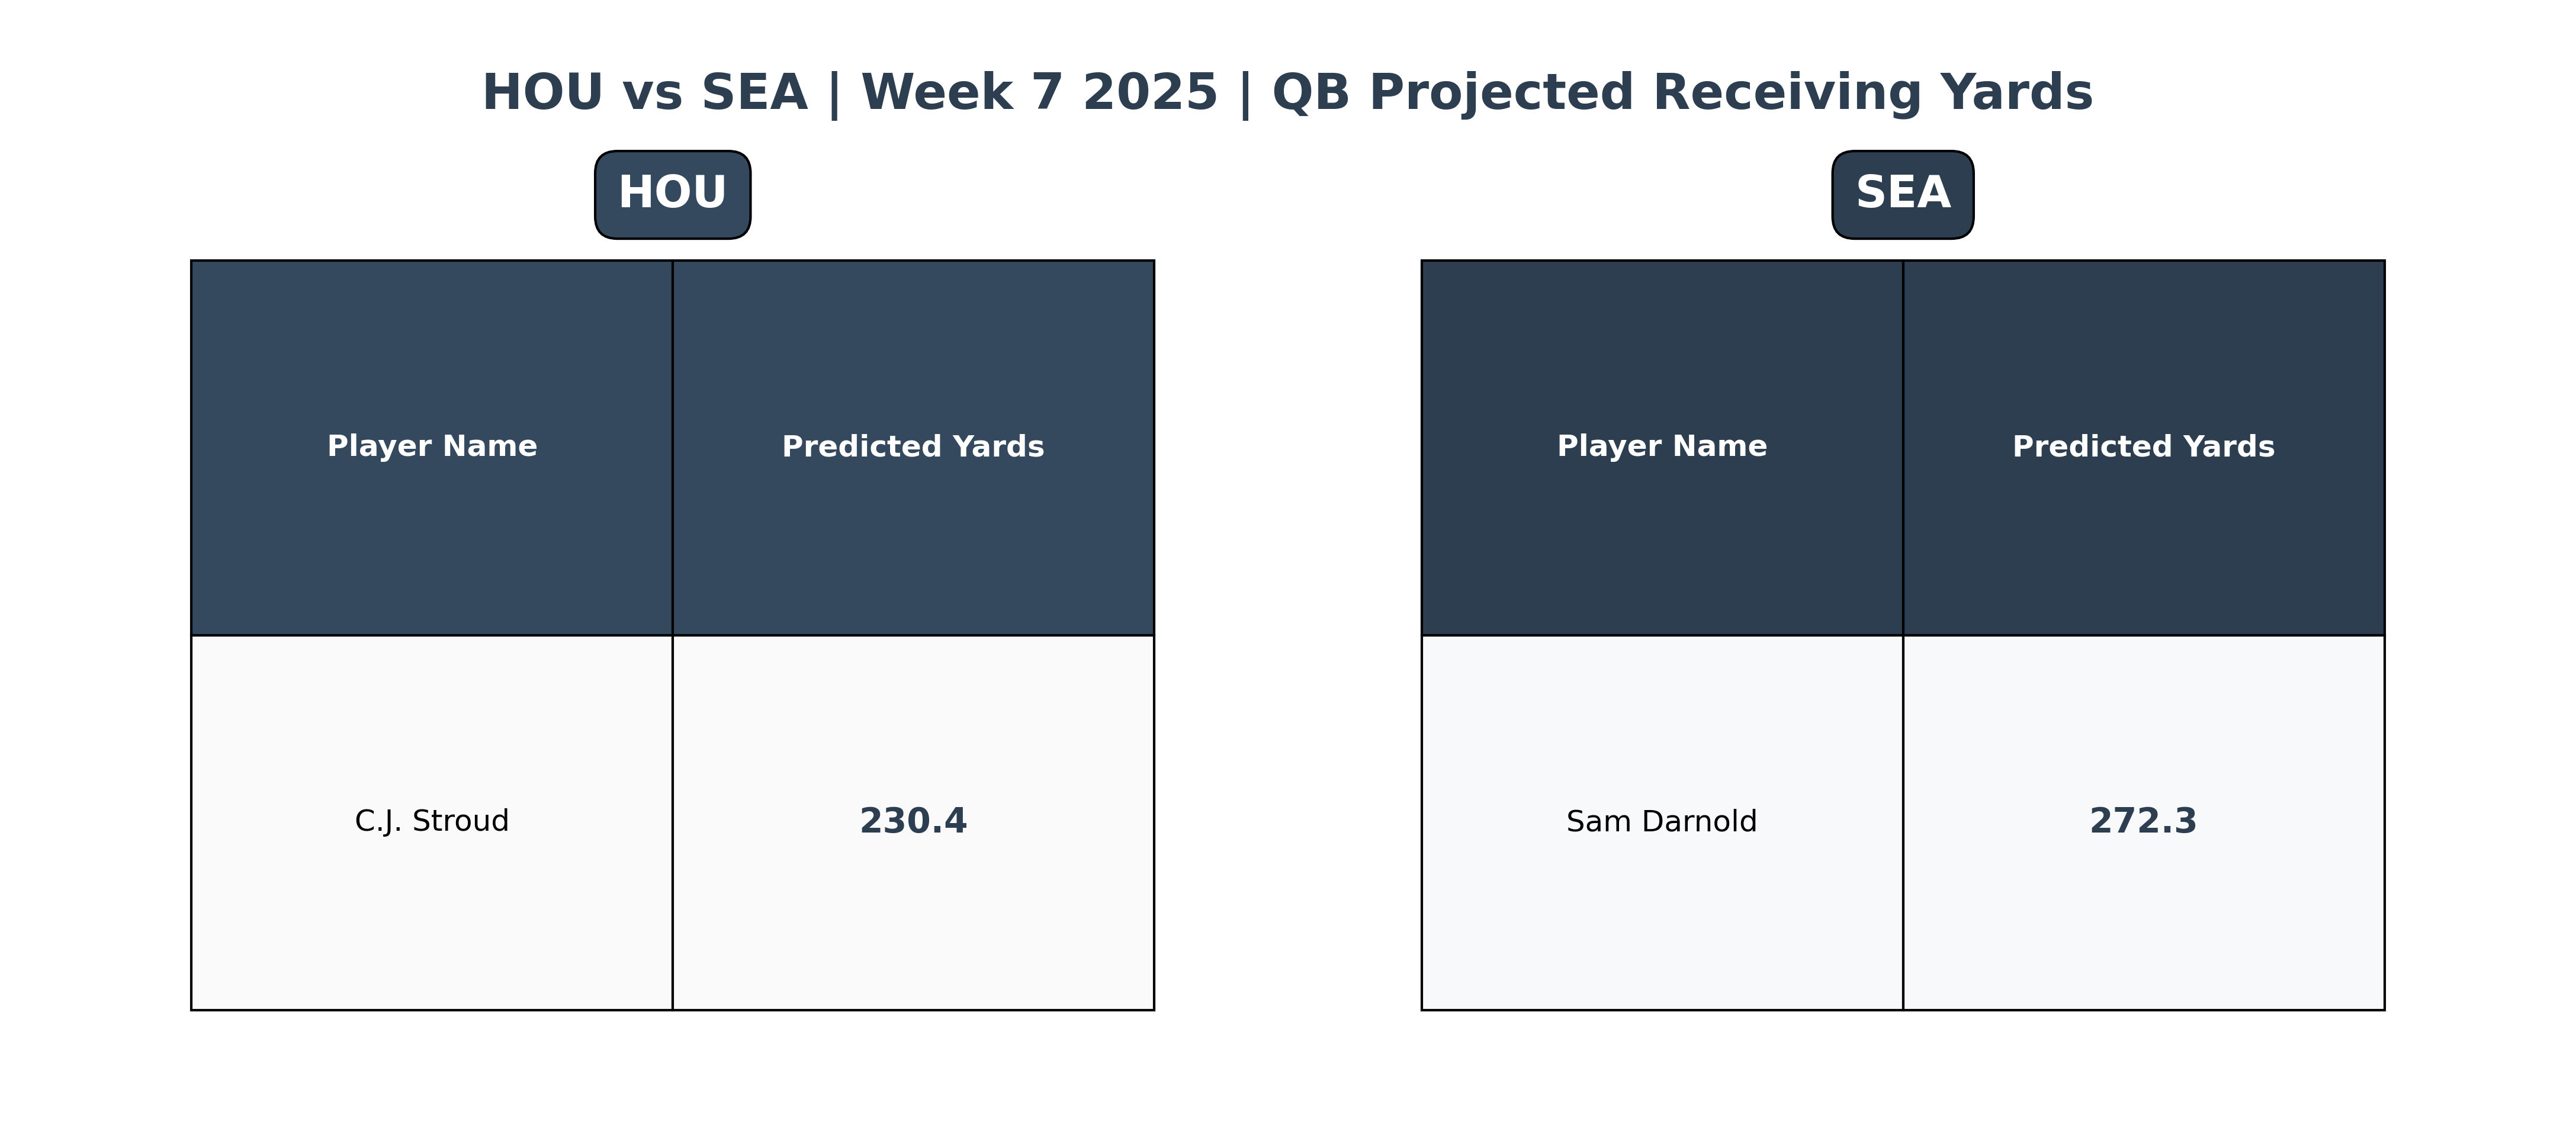 HOU vs SEA | Week 7 2025 | QB Projected Receiving Yards
HOU
Player Name Predicted Yards
C.J. Stroud 230.4
SEA
Player Name Predicted Yards
Sam Darnold 272.3